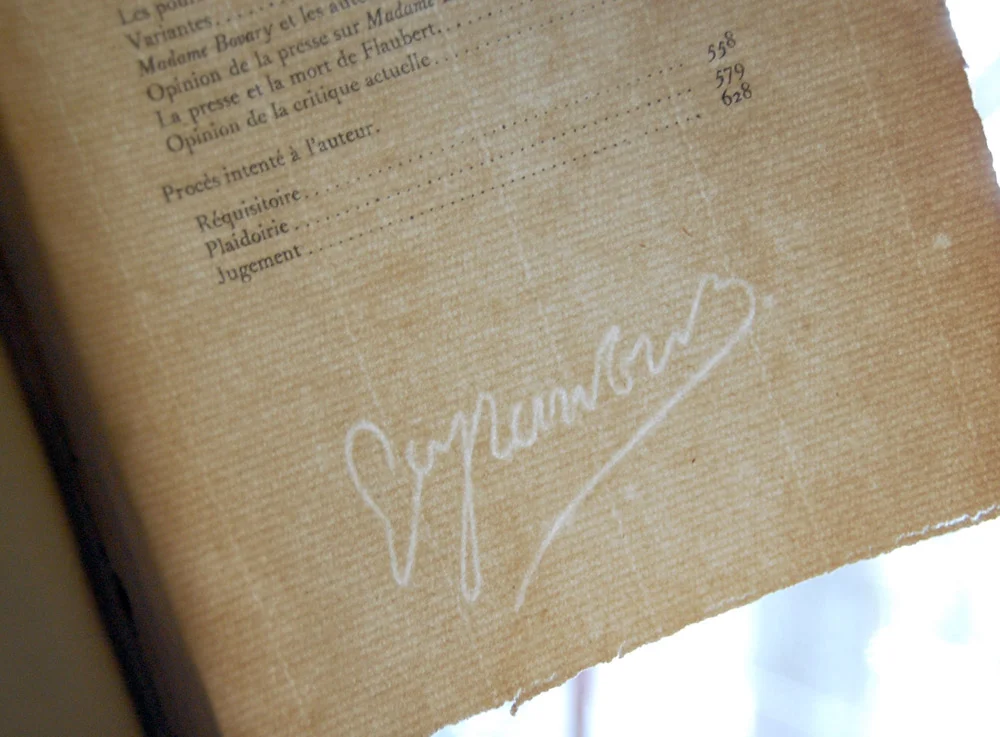 Variantes
Madame Bovary et les
Opinion de la presse sur Madame
La presse et la mort de Flaubert.
Opinion de la critique actuelle
Procès intenté à l'auteur.
Réquisitoire 558
Plaidoirie 579
Jugement 628